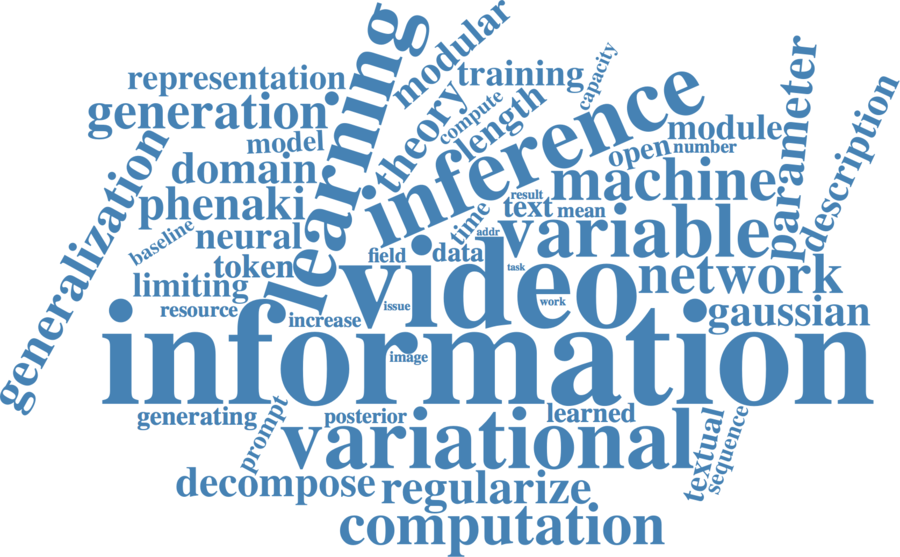 learning
modular
representation
training
capacity
generation
theory
compute
length
inference
parameter
description
model
open
number
module
domain
machine
generalization
phenaki
result
text
mean
baseline
neural
time
addr
variable
field
data
token
task
video
network
limiting
resource
increase
issue
work
gaussian
information
image
generating
prompt
posterior
learned
variational
textual
sequence
decompose
regularize
computation